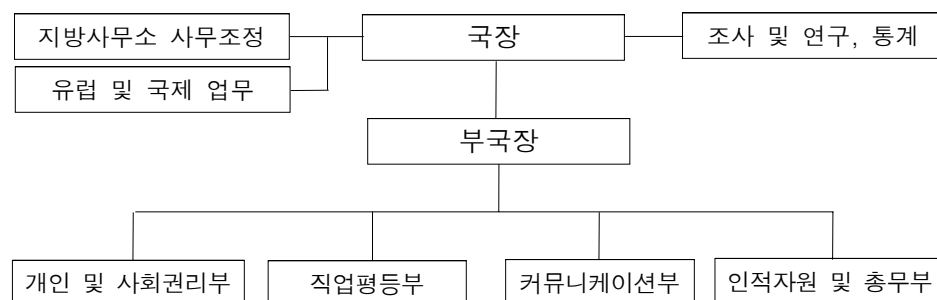 지방사무소 사무조정
국장
조사 및 연구, 통계
유럽 및 국제 업무
부국장
개인 및 사회권리부
직업평등부
커뮤니케이션부
인적자원 및 총무부